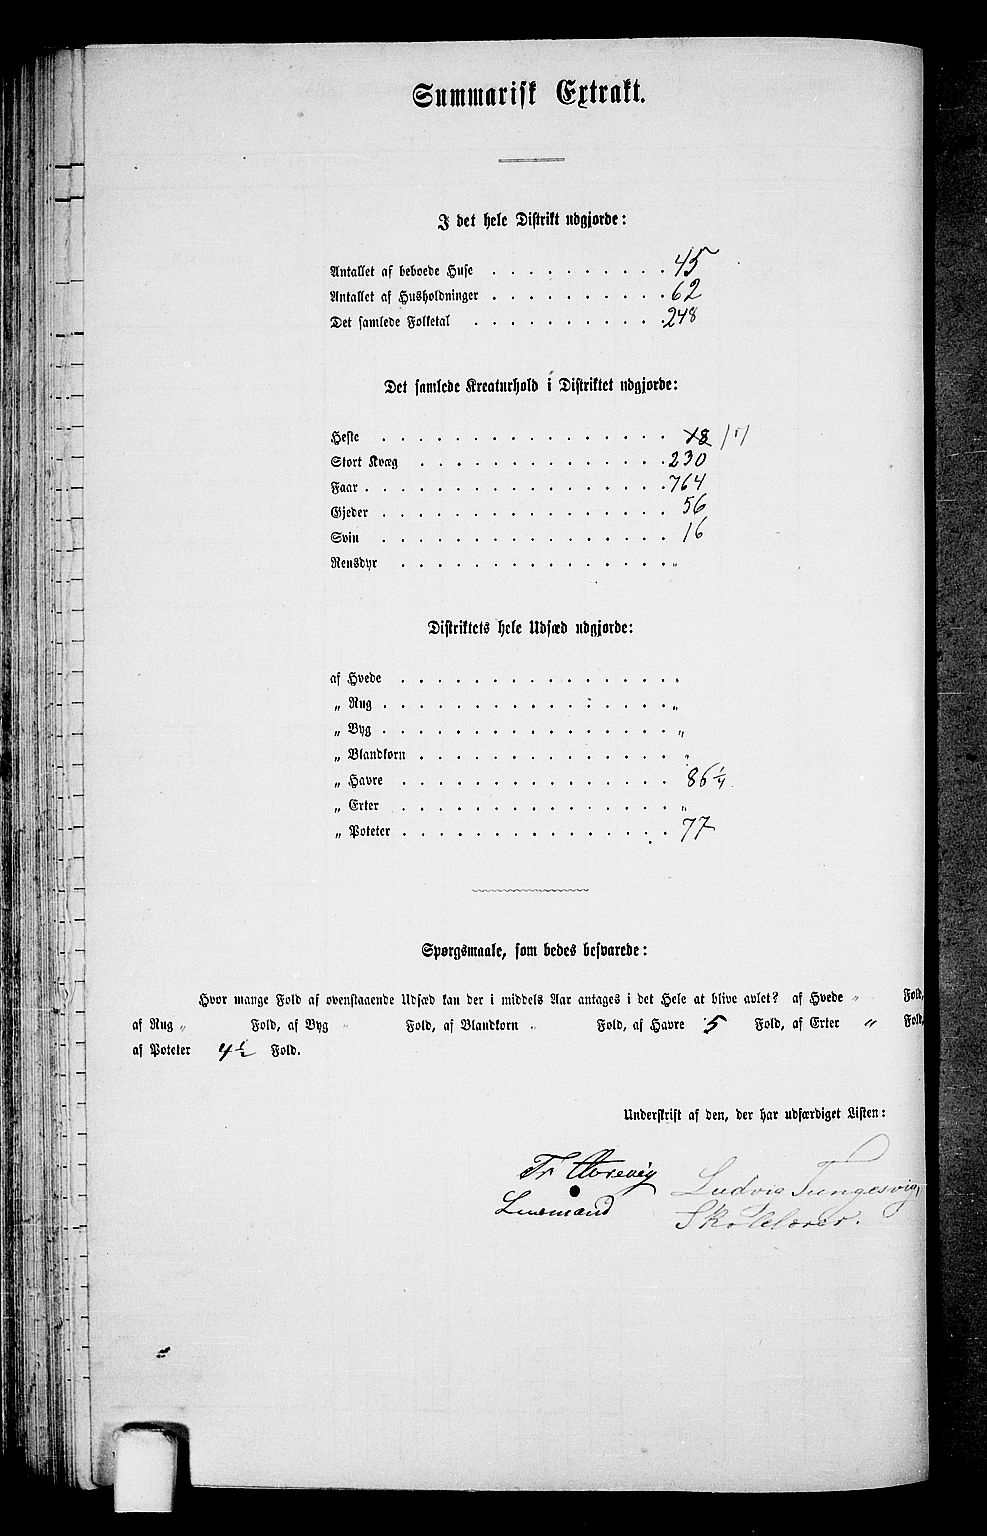 Summarisk Extrakt.
I det hele Distrikt udgjorde:
Antallet af beboede Huse . . . . . . . . . . 45
Antallet af Husholdninger . . . . . . . . . . 62
Det samlede Folketal . . . . . . . . . . . 248
Det samlede Kreaturhold i Distriktet udgjorde:
Heste . . . . . . . . . . . . . . . . 18 17
Stort Kvæg . . . . . . . . . . . . . . 230
Faar . . . . . . . . . . . . . . . . . 764
Gjeder . . . . . . . . . . . . . . . . 56
Svin . . . . . . . . . . . . . . . . 16
Rensdyr . . . . . . . . . . . . . . . „
Distriktets hele Udsæd udgjorde:
af Hvede . . . . . . . . . . . . . . . „
„ Rug . . . . . . . . . . . . . . . . „
„ Byg . . . . . . . . . . . . . . . . „
„ Blandkorn . . . . . . . . . . . . . . „
„ Havre . . . . . . . . . . . . . . . 86 1/4
„ Erter . . . . . . . . . . . . . . . „
„ Poteter . . . . . . . . . . . . . . . 77
Spørgsmaale, som bedes besvarede:
Hvor mange Fold af ovenstaaende Udsæd kan der i middels Aar antages i det Hele at blive avlet? af Hvede „ Fold,
af Rug „ Fold, af Byg „ Fold, af Blandkorn „ Fold, af Havre 5 Fold, af Erter „ Fold,
af Poteter 4 1/2 Fold.
Underskrift af den, der har udfærdiget Listen:
Ludvig Tungesvig,
Lensmand
Skolelærer.